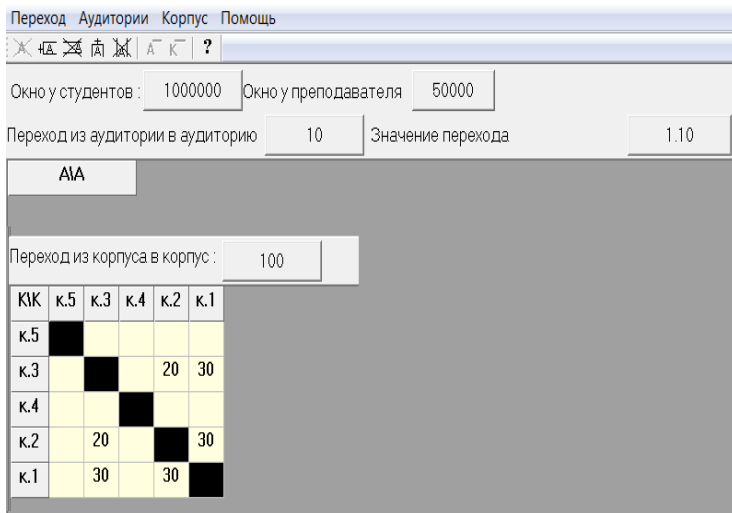 Переход Аудитории Корпус Помощь
А А А А А А К ?
Окно у студентов : 1000000 Окно у преподавателя 50000
Переход из аудитории в аудиторию 10 Значение перехода 1.10
А\А
Переход из корпуса в корпус : 100
К\К к.5 к.3 к.4 к.2 к.1
к.5
к.3 20 30
к.4
к.2 20 30
к.1 30 30